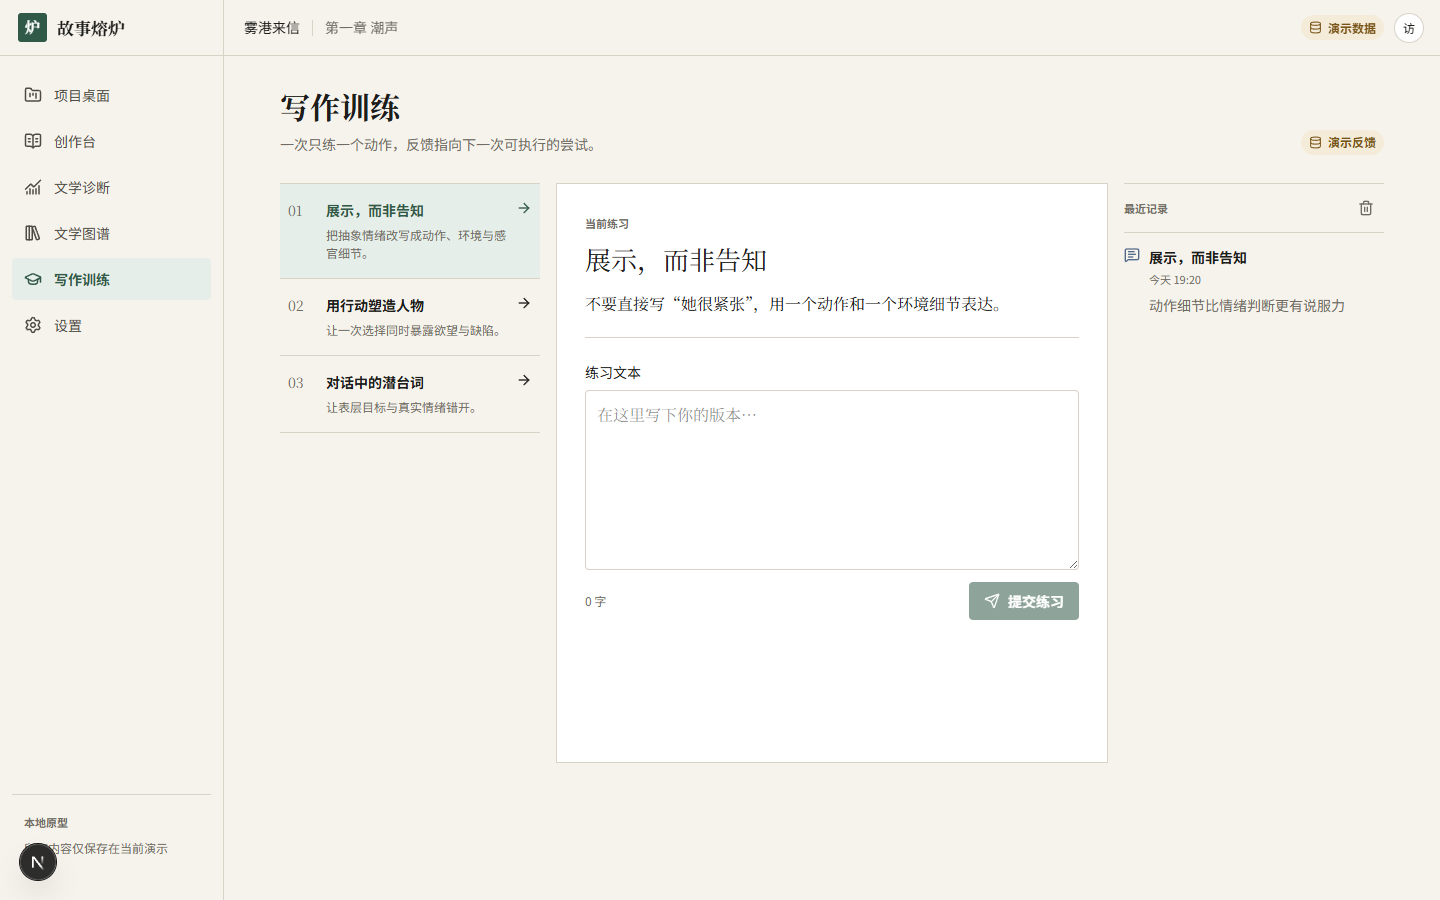 炉 故事熔炉
雾港来信 第一章 潮声
演示数据
访
项目桌面
创作台
文学诊断
文学图谱
写作训练
设置
写作训练
一次只练一个动作，反馈指向下一次可执行的尝试。
演示反馈
01 展示，而非告知
把抽象情绪改写成动作、环境与感
官细节。
02 用行动塑造人物
让一次选择同时暴露欲望与缺陷。
03 对话中的潜台词
让表层目标与真实情绪错开。
当前练习
展示，而非告知
不要直接写“她很紧张”，用一个动作和一个环境细节表达。
练习文本
在这里写下你的版本…
0 字
提交练习
最近记录
展示，而非告知
今天 19:20
动作细节比情绪判断更有说服力
本地原型
内容仅保存在当前演示
N